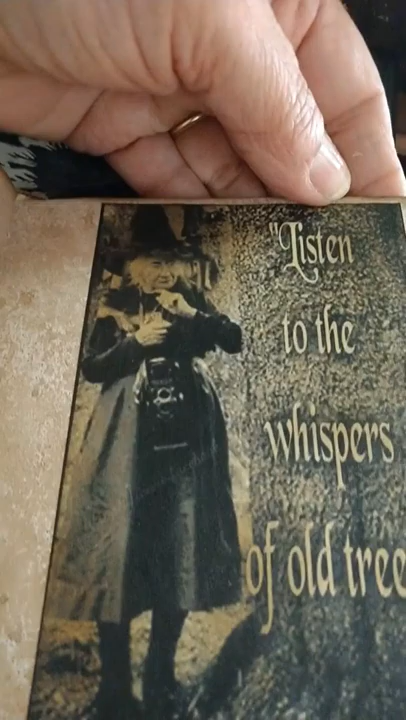 "Listen
to the
whispers
of old tree